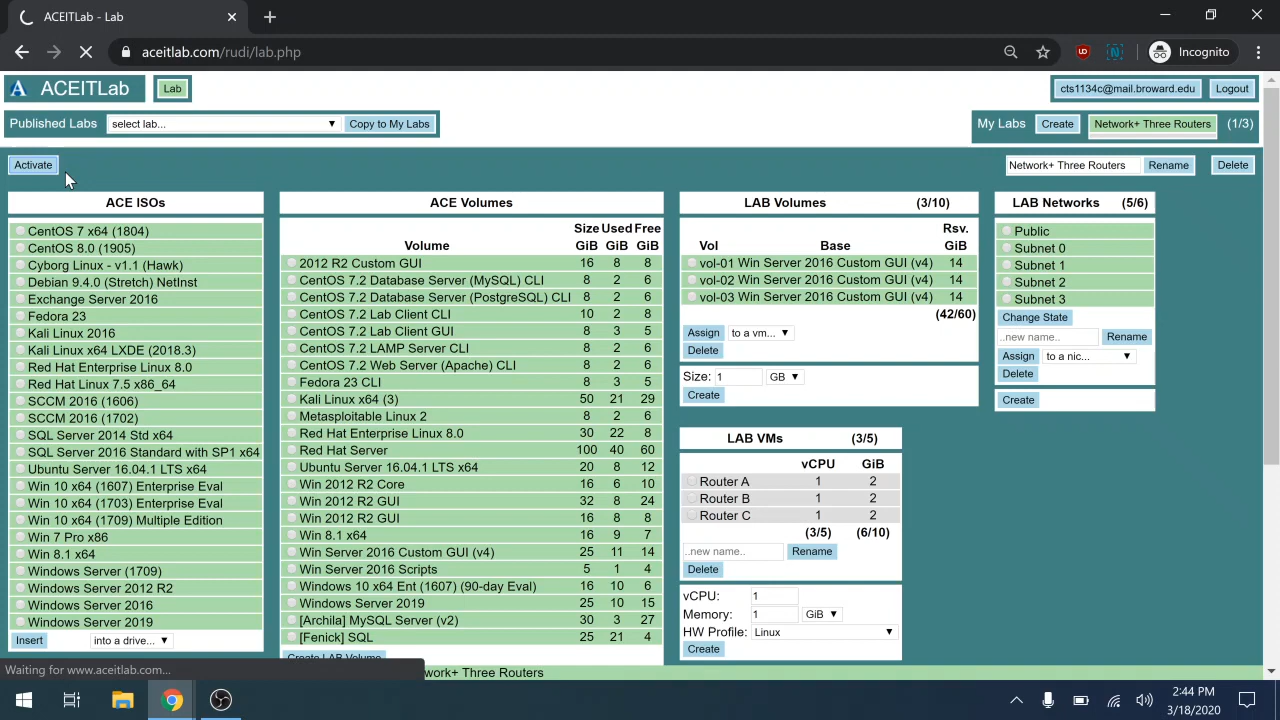 ACEITLab - Lab
aceitlab.com/rudi/lab.php
Incognito
ACEITLab
Lab
cts1134c@mail.broward.edu
Logout
Published Labs
select lab...
Copy to My Labs
My Labs
Create
Network+ Three Routers
(1/3)
Activate
Network+ Three Routers
Rename
Delete
ACE ISOs
CentOS 7 x64 (1804)
CentOS 8.0 (1905)
Cyborg Linux - v1.1 (Hawk)
Debian 9.4.0 (Stretch) NetInst
Exchange Server 2016
Fedora 23
Kali Linux 2016
Kali Linux x64 LXDE (2018.3)
Red Hat Enterprise Linux 8.0
Red Hat Linux 7.5 x86_64
SCCM 2016 (1606)
SCCM 2016 (1702)
SQL Server 2014 Std x64
SQL Server 2016 Standard with SP1 x64
Ubuntu Server 16.04.1 LTS x64
Win 10 x64 (1607) Enterprise Eval
Win 10 x64 (1703) Enterprise Eval
Win 10 x64 (1709) Multiple Edition
Win 7 Pro x86
Win 8.1 x64
Windows Server (1709)
Windows Server 2012 R2
Windows Server 2016
Windows Server 2019
Insert into a drive...
ACE Volumes
Size Used Free
Volume GiB GiB GiB
2012 R2 Custom GUI 16 8 8
CentOS 7.2 Database Server (MySQL) CLI 8 2 6
CentOS 7.2 Database Server (PostgreSQL) CLI 8 2 6
CentOS 7.2 Lab Client CLI 10 2 8
CentOS 7.2 Lab Client GUI 8 3 5
CentOS 7.2 LAMP Server CLI 8 2 6
CentOS 7.2 Web Server (Apache) CLI 8 2 6
Fedora 23 CLI 8 3 5
Kali Linux x64 (3) 50 21 29
Metasploitable Linux 2 8 2 6
Red Hat Enterprise Linux 8.0 30 22 8
Red Hat Server 100 40 60
Ubuntu Server 16.04.1 LTS x64 20 8 12
Win 2012 R2 Core 16 6 10
Win 2012 R2 GUI 32 8 24
Win 2012 R2 GUI 16 8 8
Win 8.1 x64 16 9 7
Win Server 2016 Custom GUI (v4) 25 11 14
Win Server 2016 Scripts 5 1 4
Windows 10 x64 Ent (1607) (90-day Eval) 16 10 6
Windows Server 2019 25 10 15
[Archila] MySQL Server (v2) 30 3 27
[Fenick] SQL 25 21 4
Create LAB Volume
LAB Volumes (3/10)
Rsv.
Vol Base GiB
vol-01 Win Server 2016 Custom GUI (v4) 14
vol-02 Win Server 2016 Custom GUI (v4) 14
vol-03 Win Server 2016 Custom GUI (v4) 14
(42/60)
Assign to a vm...
Delete
Size: 1 GB
Create
LAB VMs (3/5)
vCPU GiB
Router A 1 2
Router B 1 2
Router C 1 2
(3/5) (6/10)
..new name.. Rename
Delete
vCPU: 1
Memory: 1 GiB
HW Profile: Linux
Create
LAB Networks (5/6)
Public
Subnet 0
Subnet 1
Subnet 2
Subnet 3
Change State
..new name.. Rename
Assign to a nic...
Delete
Create
Waiting for www.aceitlab.com...
work+ Three Routers
2:44 PM
3/18/2020